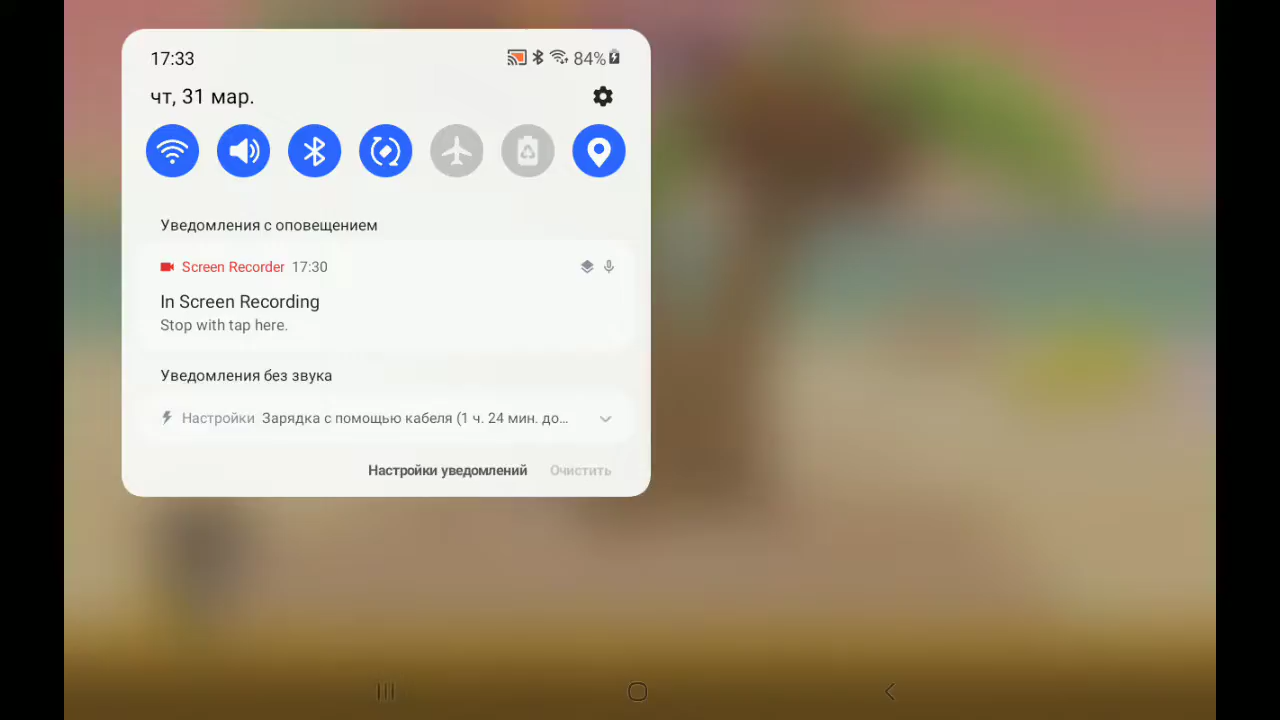 17:33 84%
чт, 31 мар.
Уведомления с оповещением
Screen Recorder 17:30
In Screen Recording
Stop with tap here.
Уведомления без звука
Настройки Зарядка с помощью кабеля (1 ч. 24 мин. до...
Настройки уведомлений Очистить